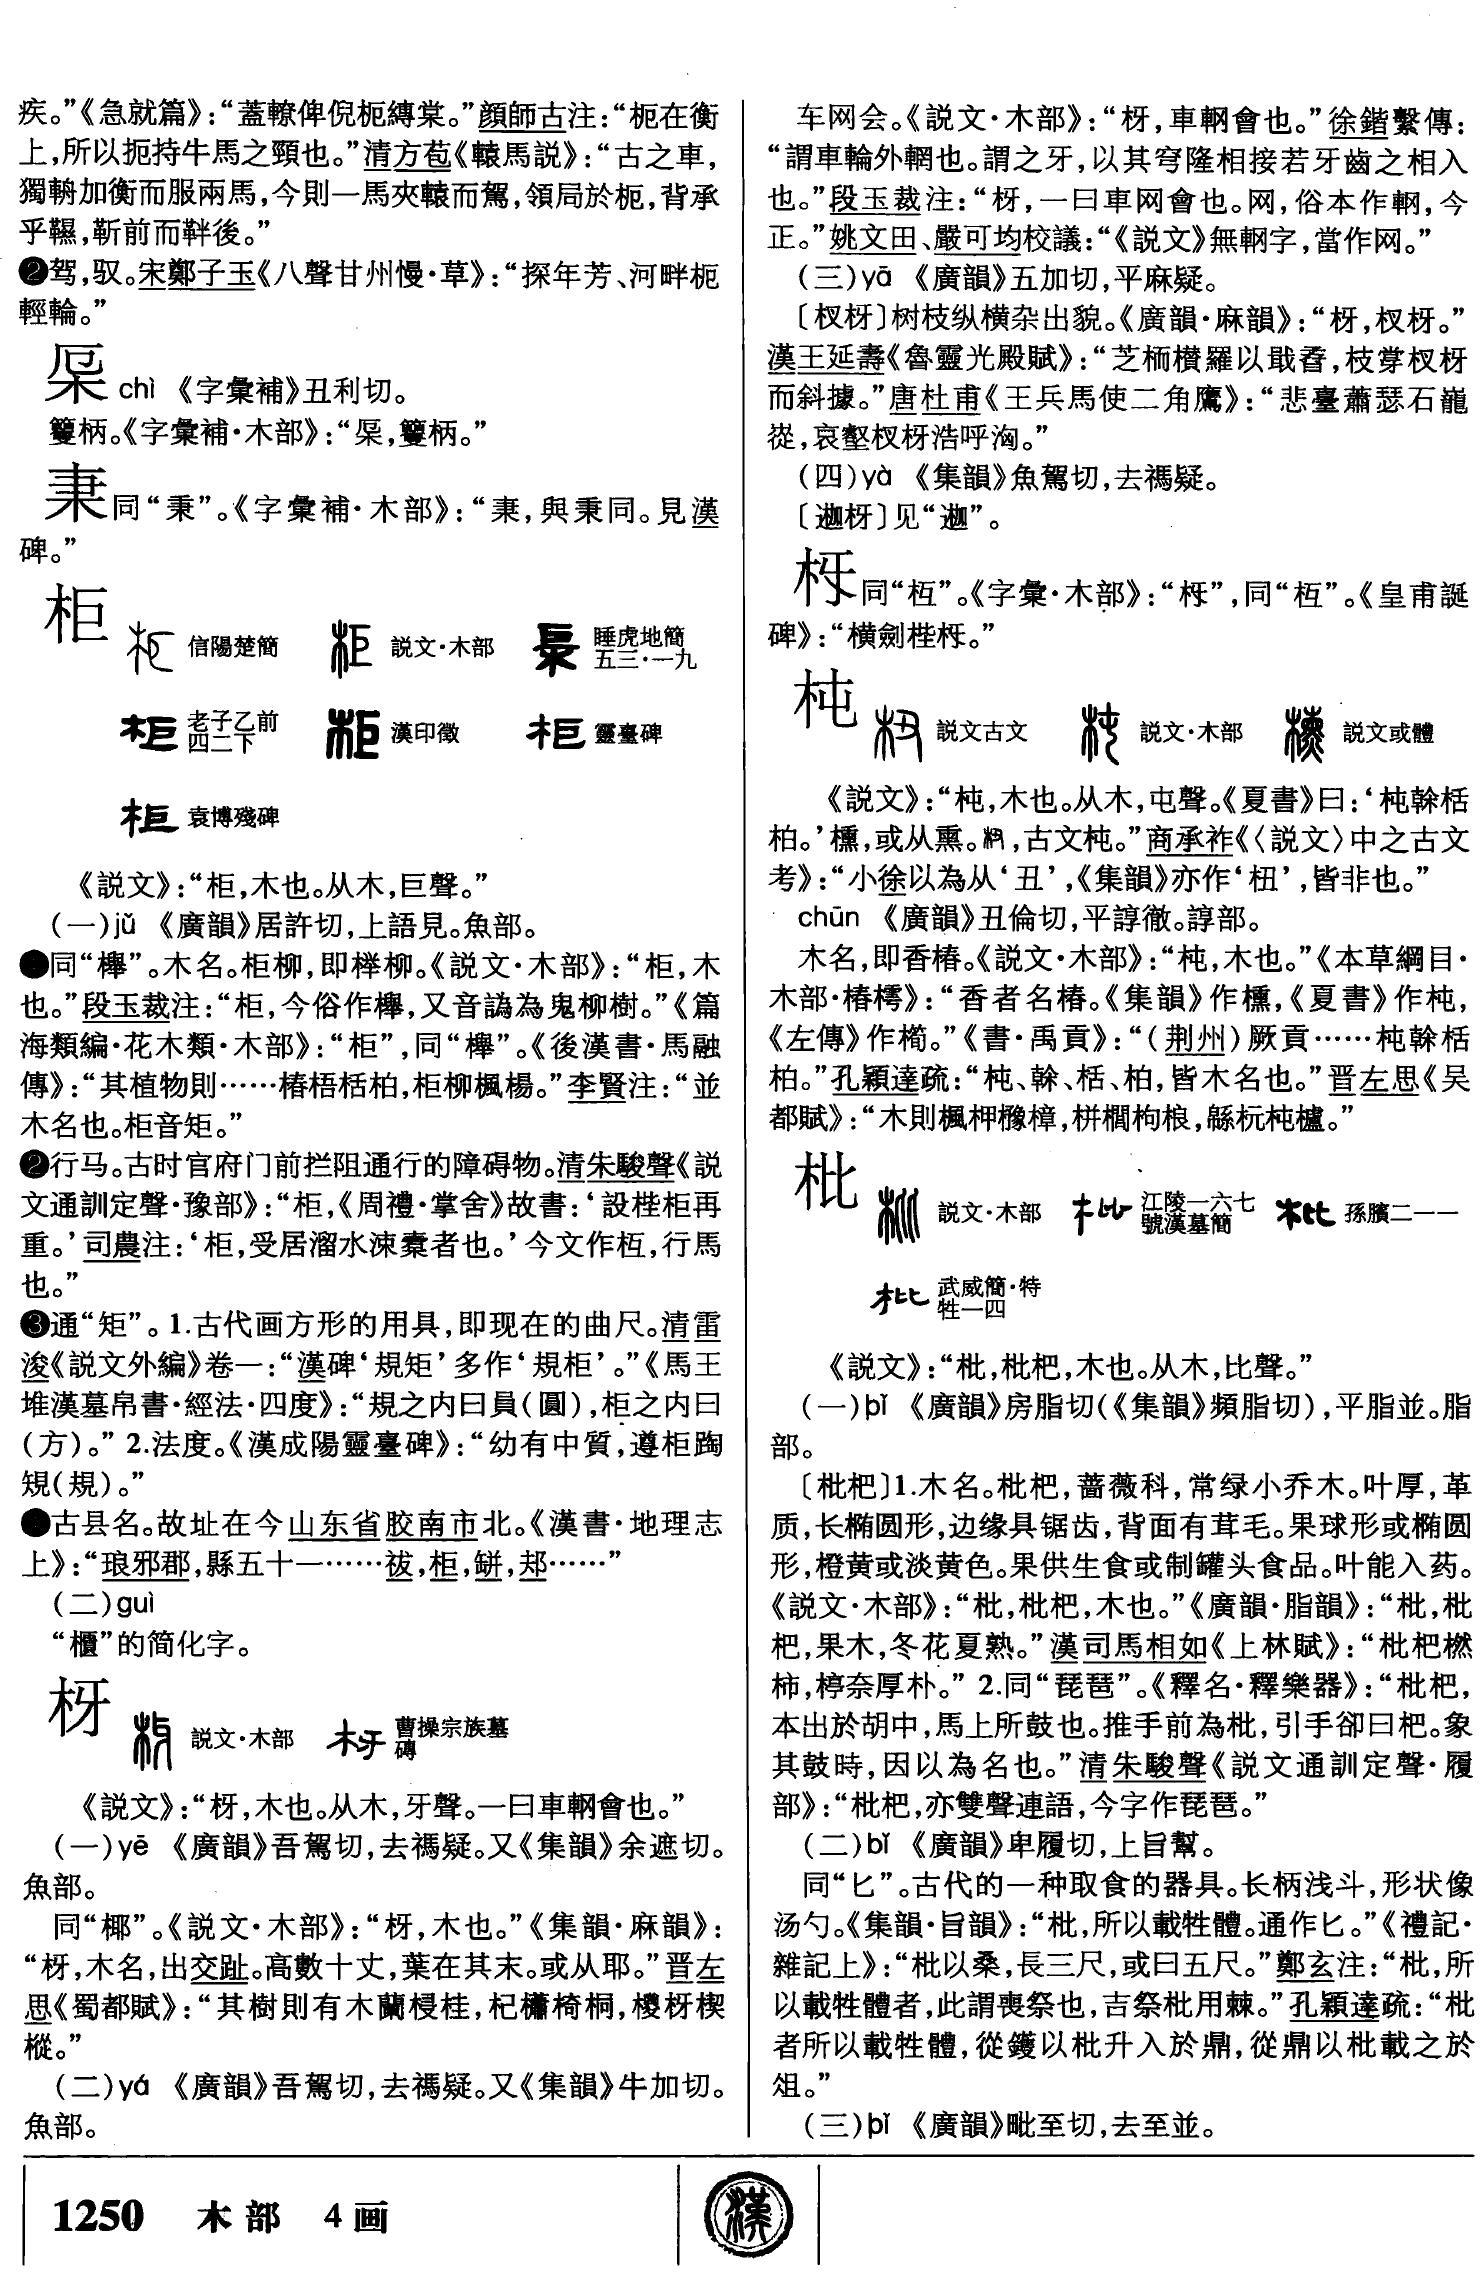 疾。”《急就篇》：“蓋轑俾倪枙縛棠。”顔師古注：“枙在衡
上，所以扼持牛馬之頸也。”清方苞《轅馬説》：“古之車，
獨輈加衡而服兩馬，今則一馬夾轅而駕，領局於枙，背承
乎韅，靳前而靽後。”
❷驾，驭。宋鄭子玉《八聲甘州慢·草》：“探年芳、河畔枙
輕輪。”
chì 《字彙補》丑利切。
籰柄。《字彙補·木部》：“杘，籰柄。”
同“秉”。《字彙補·木部》：“，與秉同。見漢
碑。”
柜
信陽楚簡 説文·木部 睡虎地簡五三·一九
老子乙前四二下 漢印徵 靈臺碑
袁博殘碑
《説文》：“柜，木也。从木，巨聲。”
（一）jǔ 《廣韻》居許切，上語見。魚部。
同“櫸”。木名。柜柳，即榉柳。《説文·木部》：“柜，木
也。”段玉裁注：“柜，今俗作櫸，又音譌為鬼柳樹。”《篇
海類編·花木類·木部》：“柜”，同“櫸”。《後漢書·馬融
傳》：“其植物則……椿梧栝柏，柜柳楓楊。”李賢注：“並
木名也。柜音矩。”
❷行马。古时官府门前拦阻通行的障碍物。清朱駿聲《説
文通訓定聲·豫部》：“柜，《周禮·掌舍》故書：‘設梐柜再
重。’司農注：‘柜，受居溜水涑橐者也。’今文作枑，行馬
也。”
❸通“矩”。1.古代画方形的用具，即现在的曲尺。清雷
浚《説文外編》卷一：“漢碑‘規矩’多作‘規柜’。”《馬王
堆漢墓帛書·經法·四度》：“規之内曰員（圓），柜之内曰
（方）。”2.法度。《漢成陽靈臺碑》：“幼有中質，遵柜蹈
䂓（規）。”
古县名。故址在今山东省胶南市北。《漢書·地理志
上》：“琅邪郡，縣五十一……祓，柜，缾，邞……”
（二）guì
“櫃”的简化字。
枒
説文·木部 曹操宗族墓磚
《説文》：“枒，木也。从木，牙聲。一曰車輞會也。”
（一）yē 《廣韻》吾駕切，去禡疑。又《集韻》余遮切。
魚部。
同“椰”。《説文·木部》：“枒，木也。”《集韻·麻韻》：
“枒，木名，出交趾。高數十丈，葉在其末。或从耶。”晋左
思《蜀都賦》：“其樹則有木蘭梫桂，杞櫹椅桐，椶枒楔
樅。”
（二）yá 《廣韻》吾駕切，去禡疑。又《集韻》牛加切。
魚部。
车网会。《説文·木部》：“枒，車輞會也。”徐鍇繫傳：
“謂車輪外輞也。謂之牙，以其穹隆相接若牙齒之相入
也。”段玉裁注：“枒，一曰車网會也。网，俗本作輞，今
正。”姚文田、嚴可均校議：“《説文》無輞字，當作网。”
（三）yā 《廣韻》五加切，平麻疑。
〔杈枒〕树枝纵横杂出貌。《廣韻·麻韻》：“枒，杈枒。”
漢王延壽《魯靈光殿賦》：“芝栭欑羅以戢孴，枝牚杈枒
而斜據。”唐杜甫《王兵馬使二角鷹》：“悲臺蕭瑟石巃
嵸，哀壑杈枒浩呼洶。”
（四）yà 《集韻》魚駕切，去禡疑。
〔迦枒〕见“迦”。
同“枑”。《字彙·木部》：“”，同“枑”。《皇甫誕
碑》：“横劍梐。”
杶
説文古文 説文·木部 説文或體
《説文》：“杶，木也。从木，屯聲。《夏書》曰：‘杶榦栝
柏。’櫄，或从熏。，古文杶。”商承祚《〈説文〉中之古文
考》：“小徐以為从‘丑’，《集韻》亦作‘杻’，皆非也。”
chūn 《廣韻》丑倫切，平諄徹。諄部。
木名，即香椿。《説文·木部》：“杶，木也。”《本草綱目·
木部·椿樗》：“香者名椿。《集韻》作櫄，《夏書》作杶，
《左傳》作橁。”《書·禹貢》：“（荆州）厥貢……杶榦栝
柏。”孔穎達疏：“杶、榦、栝、柏，皆木名也。”晋左思《吴
都賦》：“木則楓柙櫲樟，栟櫚枸桹，緜杬杶櫨。”
枇
説文·木部 江陵一六七號漢墓簡 孫臏二一一
武威簡·特牲一四
《説文》：“枇，枇杷，木也。从木，比聲。”
（一）pí 《廣韻》房脂切（《集韻》頻脂切），平脂並。脂
部。
〔枇杷〕1.木名。枇杷，蔷薇科，常绿小乔木。叶厚，革
质，长椭圆形，边缘具锯齿，背面有茸毛。果球形或椭圆
形，橙黄或淡黄色。果供生食或制罐头食品。叶能入药。
《説文·木部》：“枇，枇杷，木也。”《廣韻·脂韻》：“枇，枇
杷，果木，冬花夏熟。”漢司馬相如《上林賦》：“枇杷橪
柿，楟柰厚朴。”2.同“琵琶”。《釋名·釋樂器》：“枇杷，
本出於胡中，馬上所鼓也。推手前為枇，引手卻曰杷。象
其鼓時，因以為名也。”清朱駿聲《説文通訓定聲·履
部》：“枇杷，亦雙聲連語，今字作琵琶。”
（二）bǐ 《廣韻》卑履切，上旨幫。
同“匕”。古代的一种取食的器具。长柄浅斗，形状像
汤勺。《集韻·旨韻》：“枇，所以載牲體。通作匕。”《禮記·
雜記上》：“枇以桑，長三尺，或曰五尺。”鄭玄注：“枇，所
以載牲體者，此謂喪祭也，吉祭枇用棘。”孔穎達疏：“枇
者所以載牲體，從鑊以枇升入於鼎，從鼎以枇載之於
俎。”
（三）bì 《廣韻》毗至切，去至並。
1250 木部 4画
漢